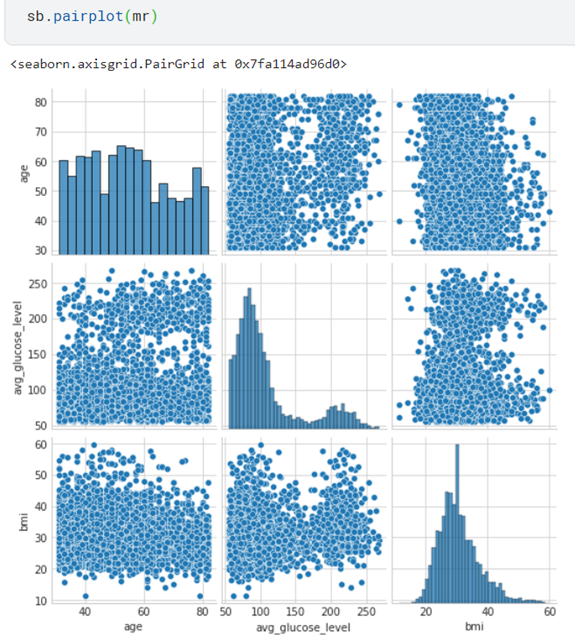 sb.pairplot(mr)
<seaborn.axisgrid.PairGrid at 0x7fa114ad96d0>
80
70
60
50
40
30
age
250
200
150
100
50
avg_glucose_level
60
50
40
30
20
10
bmi
40 60 80
age
50 100 150 200 250
avg_glucose_level
20 40 60
bmi